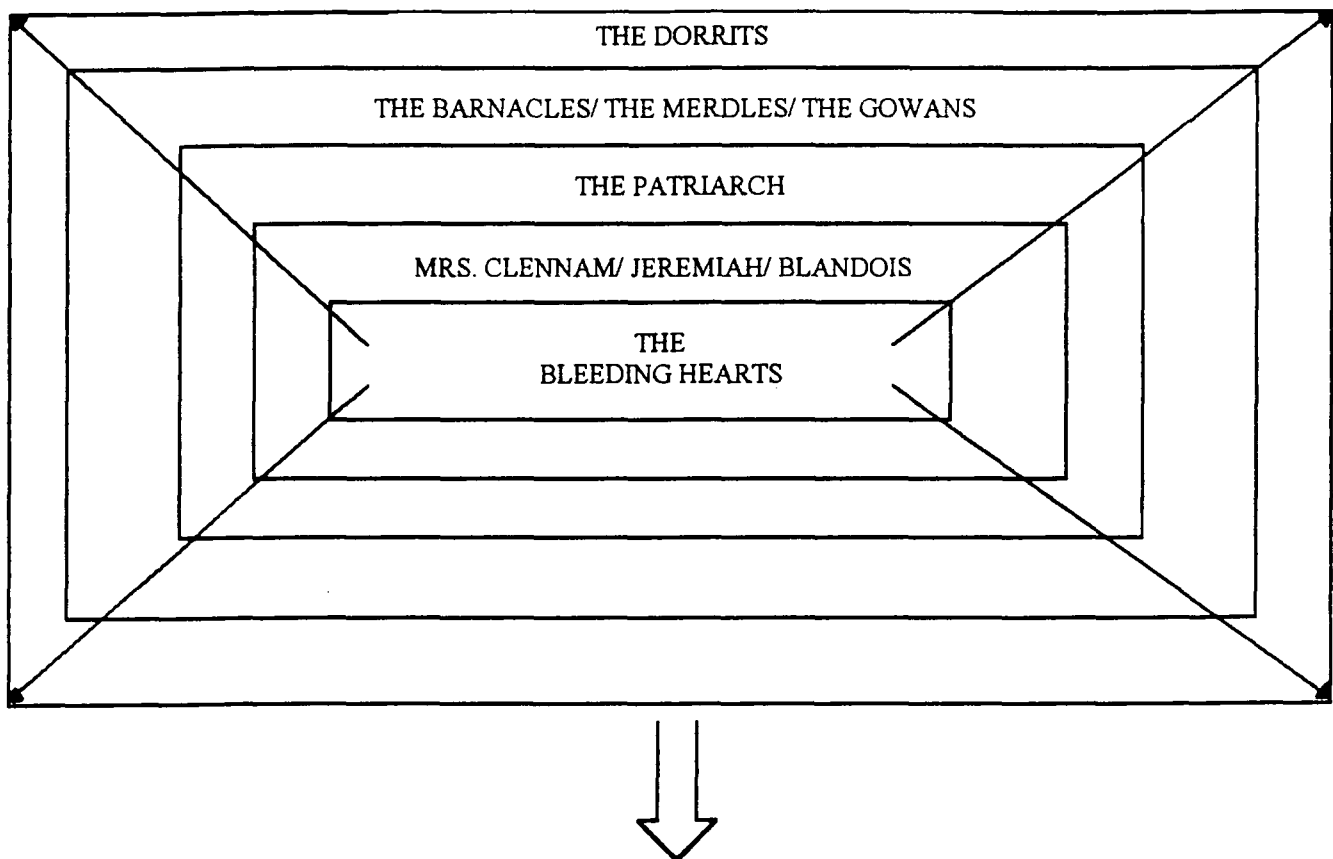 THE DORRITS
THE BARNACLES/ THE MERDLES/ THE GOWANS
THE PATRIARCH
MRS. CLENNAM/ JEREMIAH/ BLANDOIS
THE
BLEEDING HEARTS